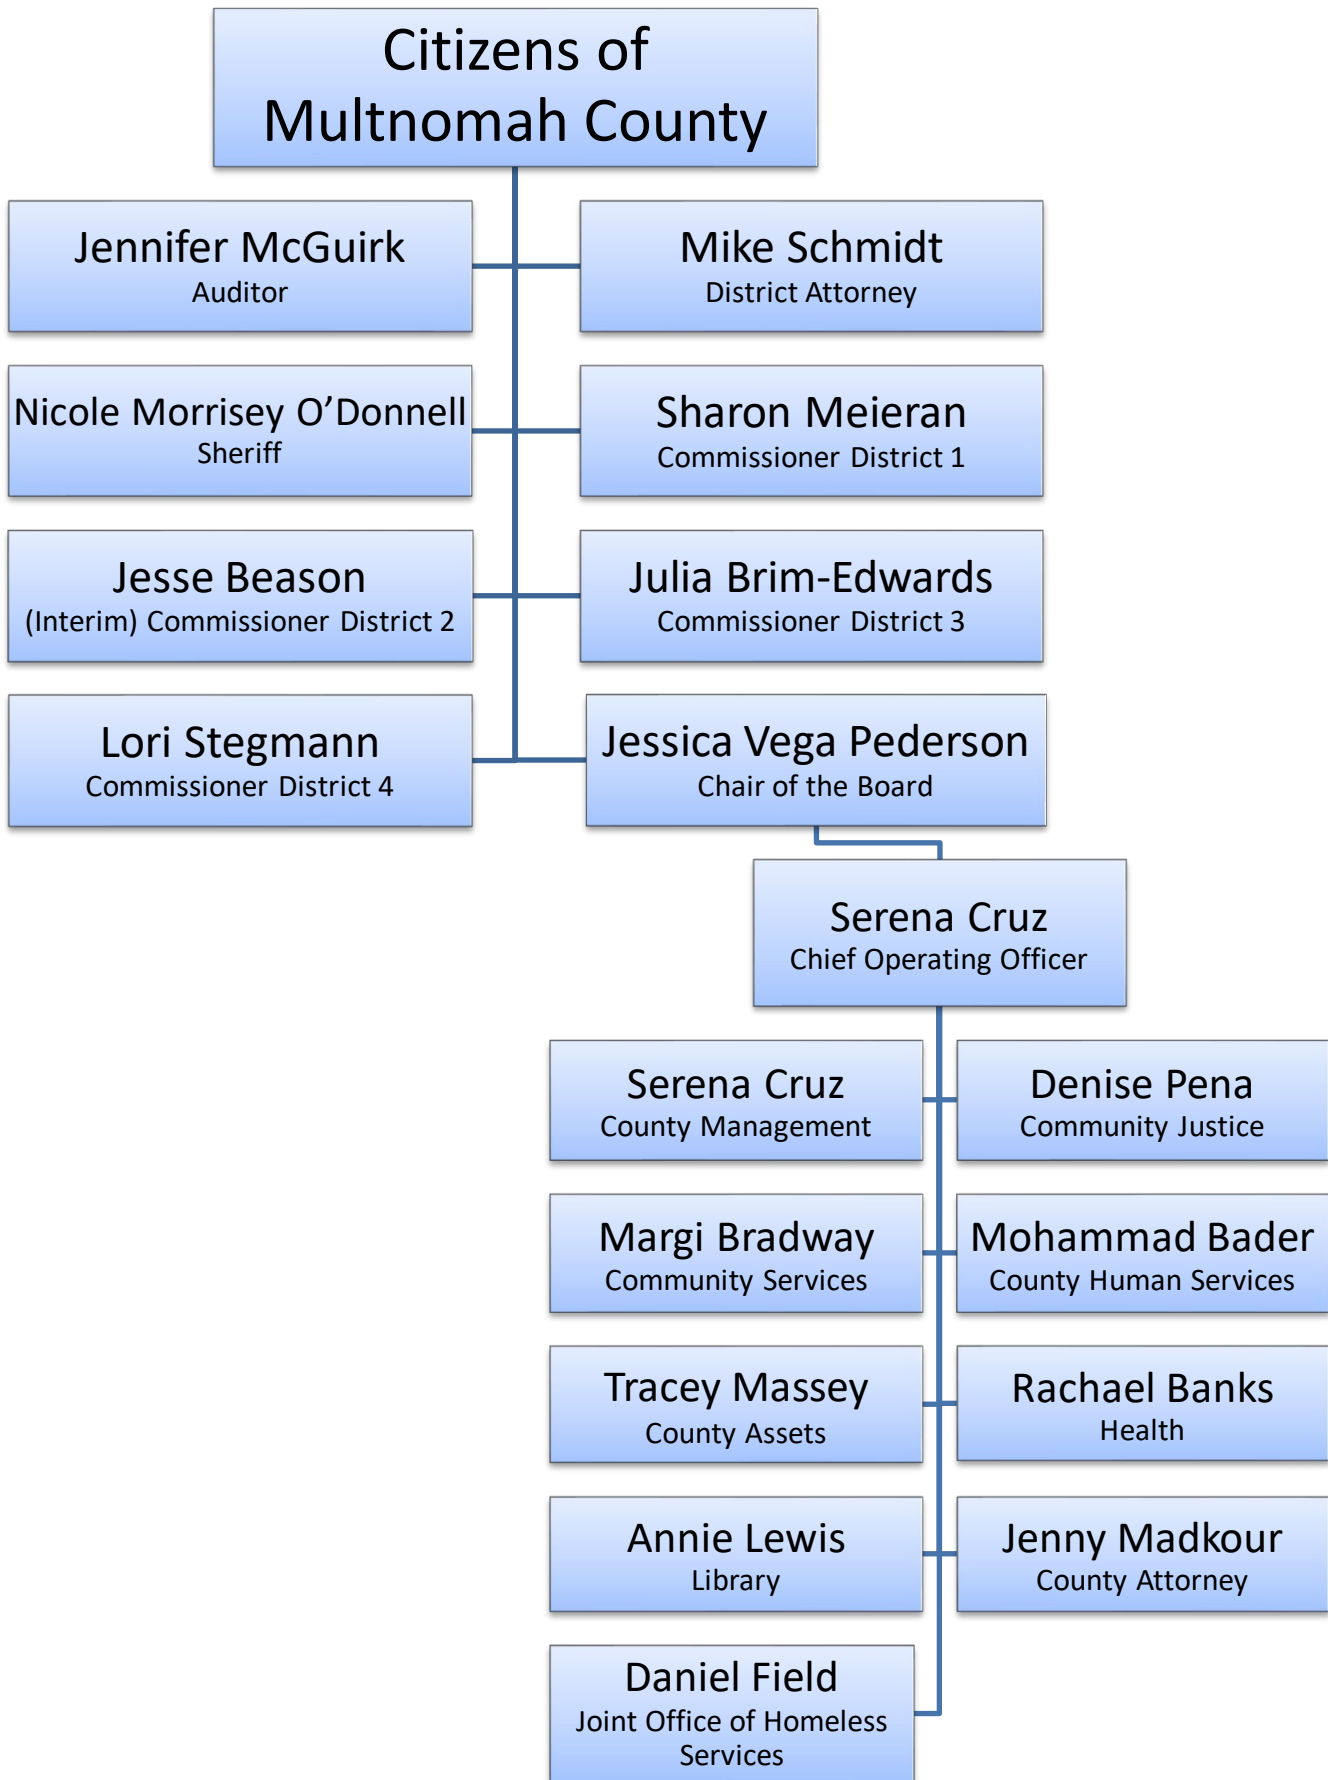 Citizens of
Multnomah County
Jennifer McGuirk
Auditor
Mike Schmidt
District Attorney
Nicole Morrisey O’Donnell
Sheriff
Sharon Meieran
Commissioner District 1
Jesse Beason
(Interim) Commissioner District 2
Julia Brim-Edwards
Commissioner District 3
Lori Stegmann
Commissioner District 4
Jessica Vega Pederson
Chair of the Board
Serena Cruz
Chief Operating Officer
Serena Cruz
County Management
Denise Pena
Community Justice
Margi Bradway
Community Services
Mohammad Bader
County Human Services
Tracey Massey
County Assets
Rachael Banks
Health
Annie Lewis
Library
Jenny Madkour
County Attorney
Daniel Field
Joint Office of Homeless
Services